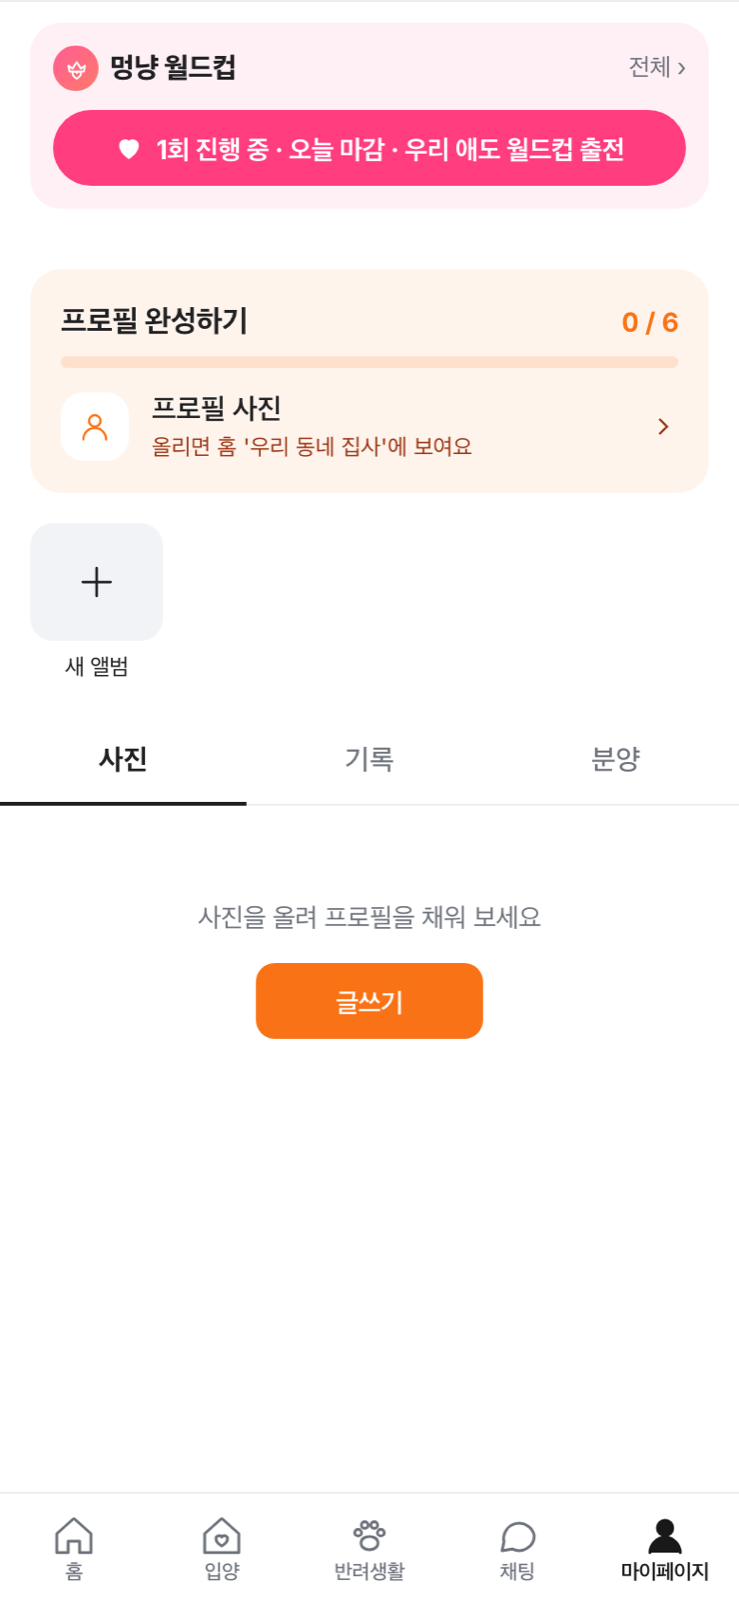 멍냥 월드컵
전체 ›
1회 진행 중 · 오늘 마감 · 우리 애도 월드컵 출전
프로필 완성하기
0 / 6
프로필 사진
올리면 홈 '우리 동네 집사'에 보여요
새 앨범
사진 기록 분양
사진을 올려 프로필을 채워 보세요
글쓰기
홈 입양 반려생활 채팅 마이페이지